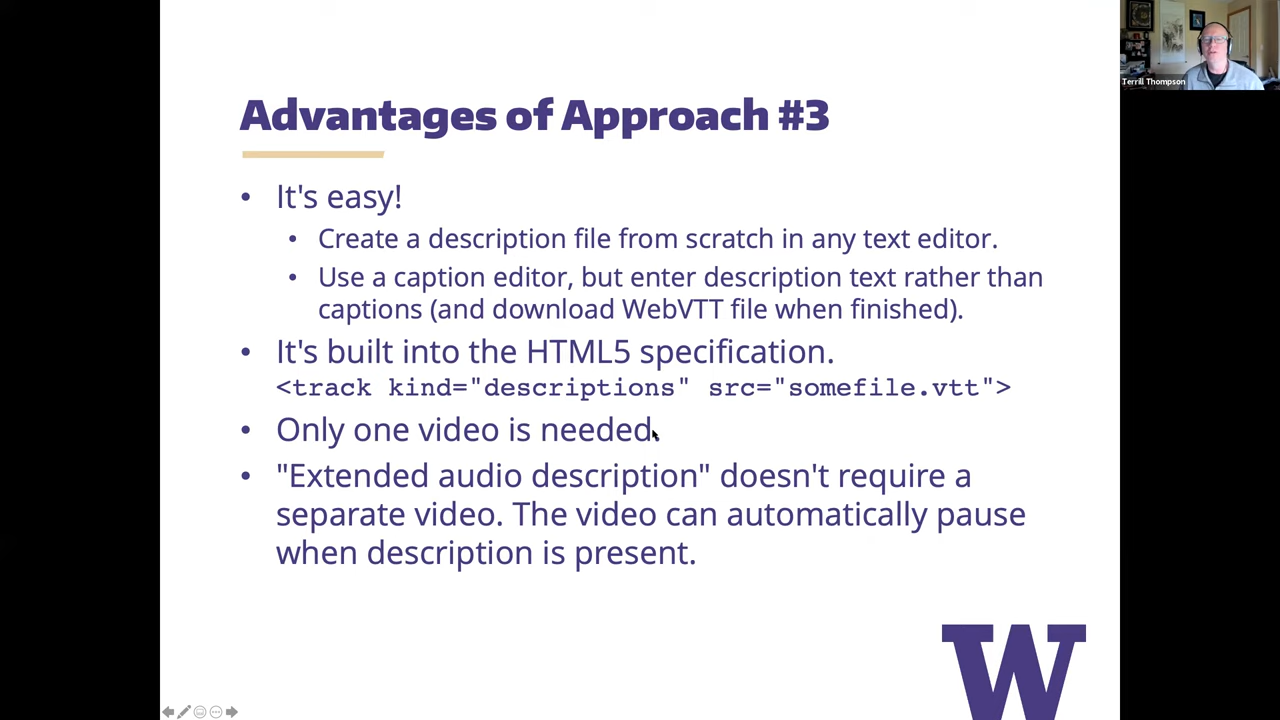 Advantages of Approach #3
• It's easy!
• Create a description file from scratch in any text editor.
• Use a caption editor, but enter description text rather than
captions (and download WebVTT file when finished).
• It's built into the HTML5 specification.
<track kind="descriptions" src="somefile.vtt">
• Only one video is needed.
• "Extended audio description" doesn't require a
separate video. The video can automatically pause
when description is present.
W
Terrill Thompson